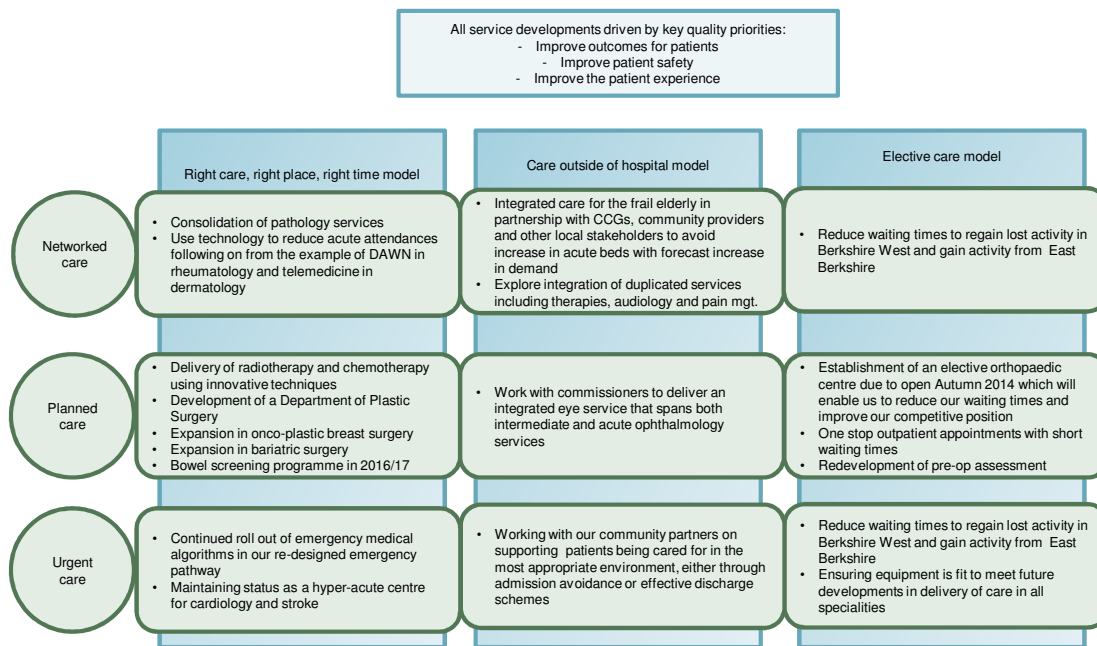 All service developments driven by key quality priorities:
- Improve outcomes for patients
- Improve patient safety
- Improve the patient experience
Right care, right place, right time model
Care outside of hospital model
Elective care model
Networked
care
• Consolidation of pathology services
• Use technology to reduce acute attendances
following on from the example of DAWN in
rheumatology and telemedicine in
dermatology
• Integrated care for the frail elderly in
partnership with CCGs, community providers
and other local stakeholders to avoid
increase in acute beds with forecast increase
in demand
• Explore integration of duplicated services
including therapies, audiology and pain mgt.
• Reduce waiting times to regain lost activity in
Berkshire West and gain activity from East
Berkshire
Planned
care
• Delivery of radiotherapy and chemotherapy
using innovative techniques
• Development of a Department of Plastic
Surgery
• Expansion in onco-plastic breast surgery
• Expansion in bariatric surgery
• Bowel screening programme in 2016/17
• Work with commissioners to deliver an
integrated eye service that spans both
intermediate and acute ophthalmology
services
• Establishment of an elective orthopaedic
centre due to open Autumn 2014 which will
enable us to reduce our waiting times and
improve our competitive position
• One stop outpatient appointments with short
waiting times
• Redevelopment of pre-op assessment
Urgent
care
• Continued roll out of emergency medical
algorithms in our re-designed emergency
pathway
• Maintaining status as a hyper-acute centre
for cardiology and stroke
• Working with our community partners on
supporting patients being cared for in the
most appropriate environment, either through
admission avoidance or effective discharge
schemes
• Reduce waiting times to regain lost activity in
Berkshire West and gain activity from East
Berkshire
• Ensuring equipment is fit to meet future
developments in delivery of care in all
specialities